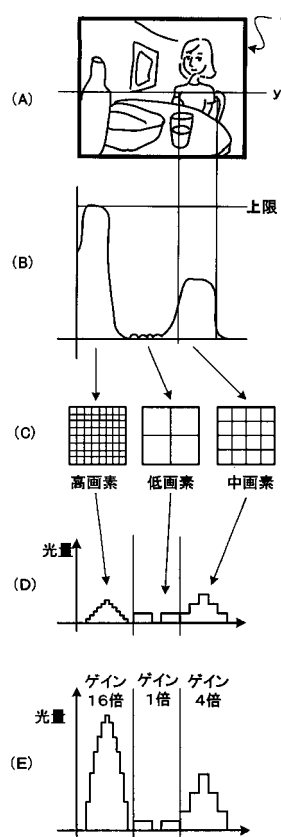 (A)
y
上限
(B)
(C)
高画素 低画素 中画素
光量
(D)
ゲイン ゲイン ゲイン
16倍 1倍 4倍
光量
(E)